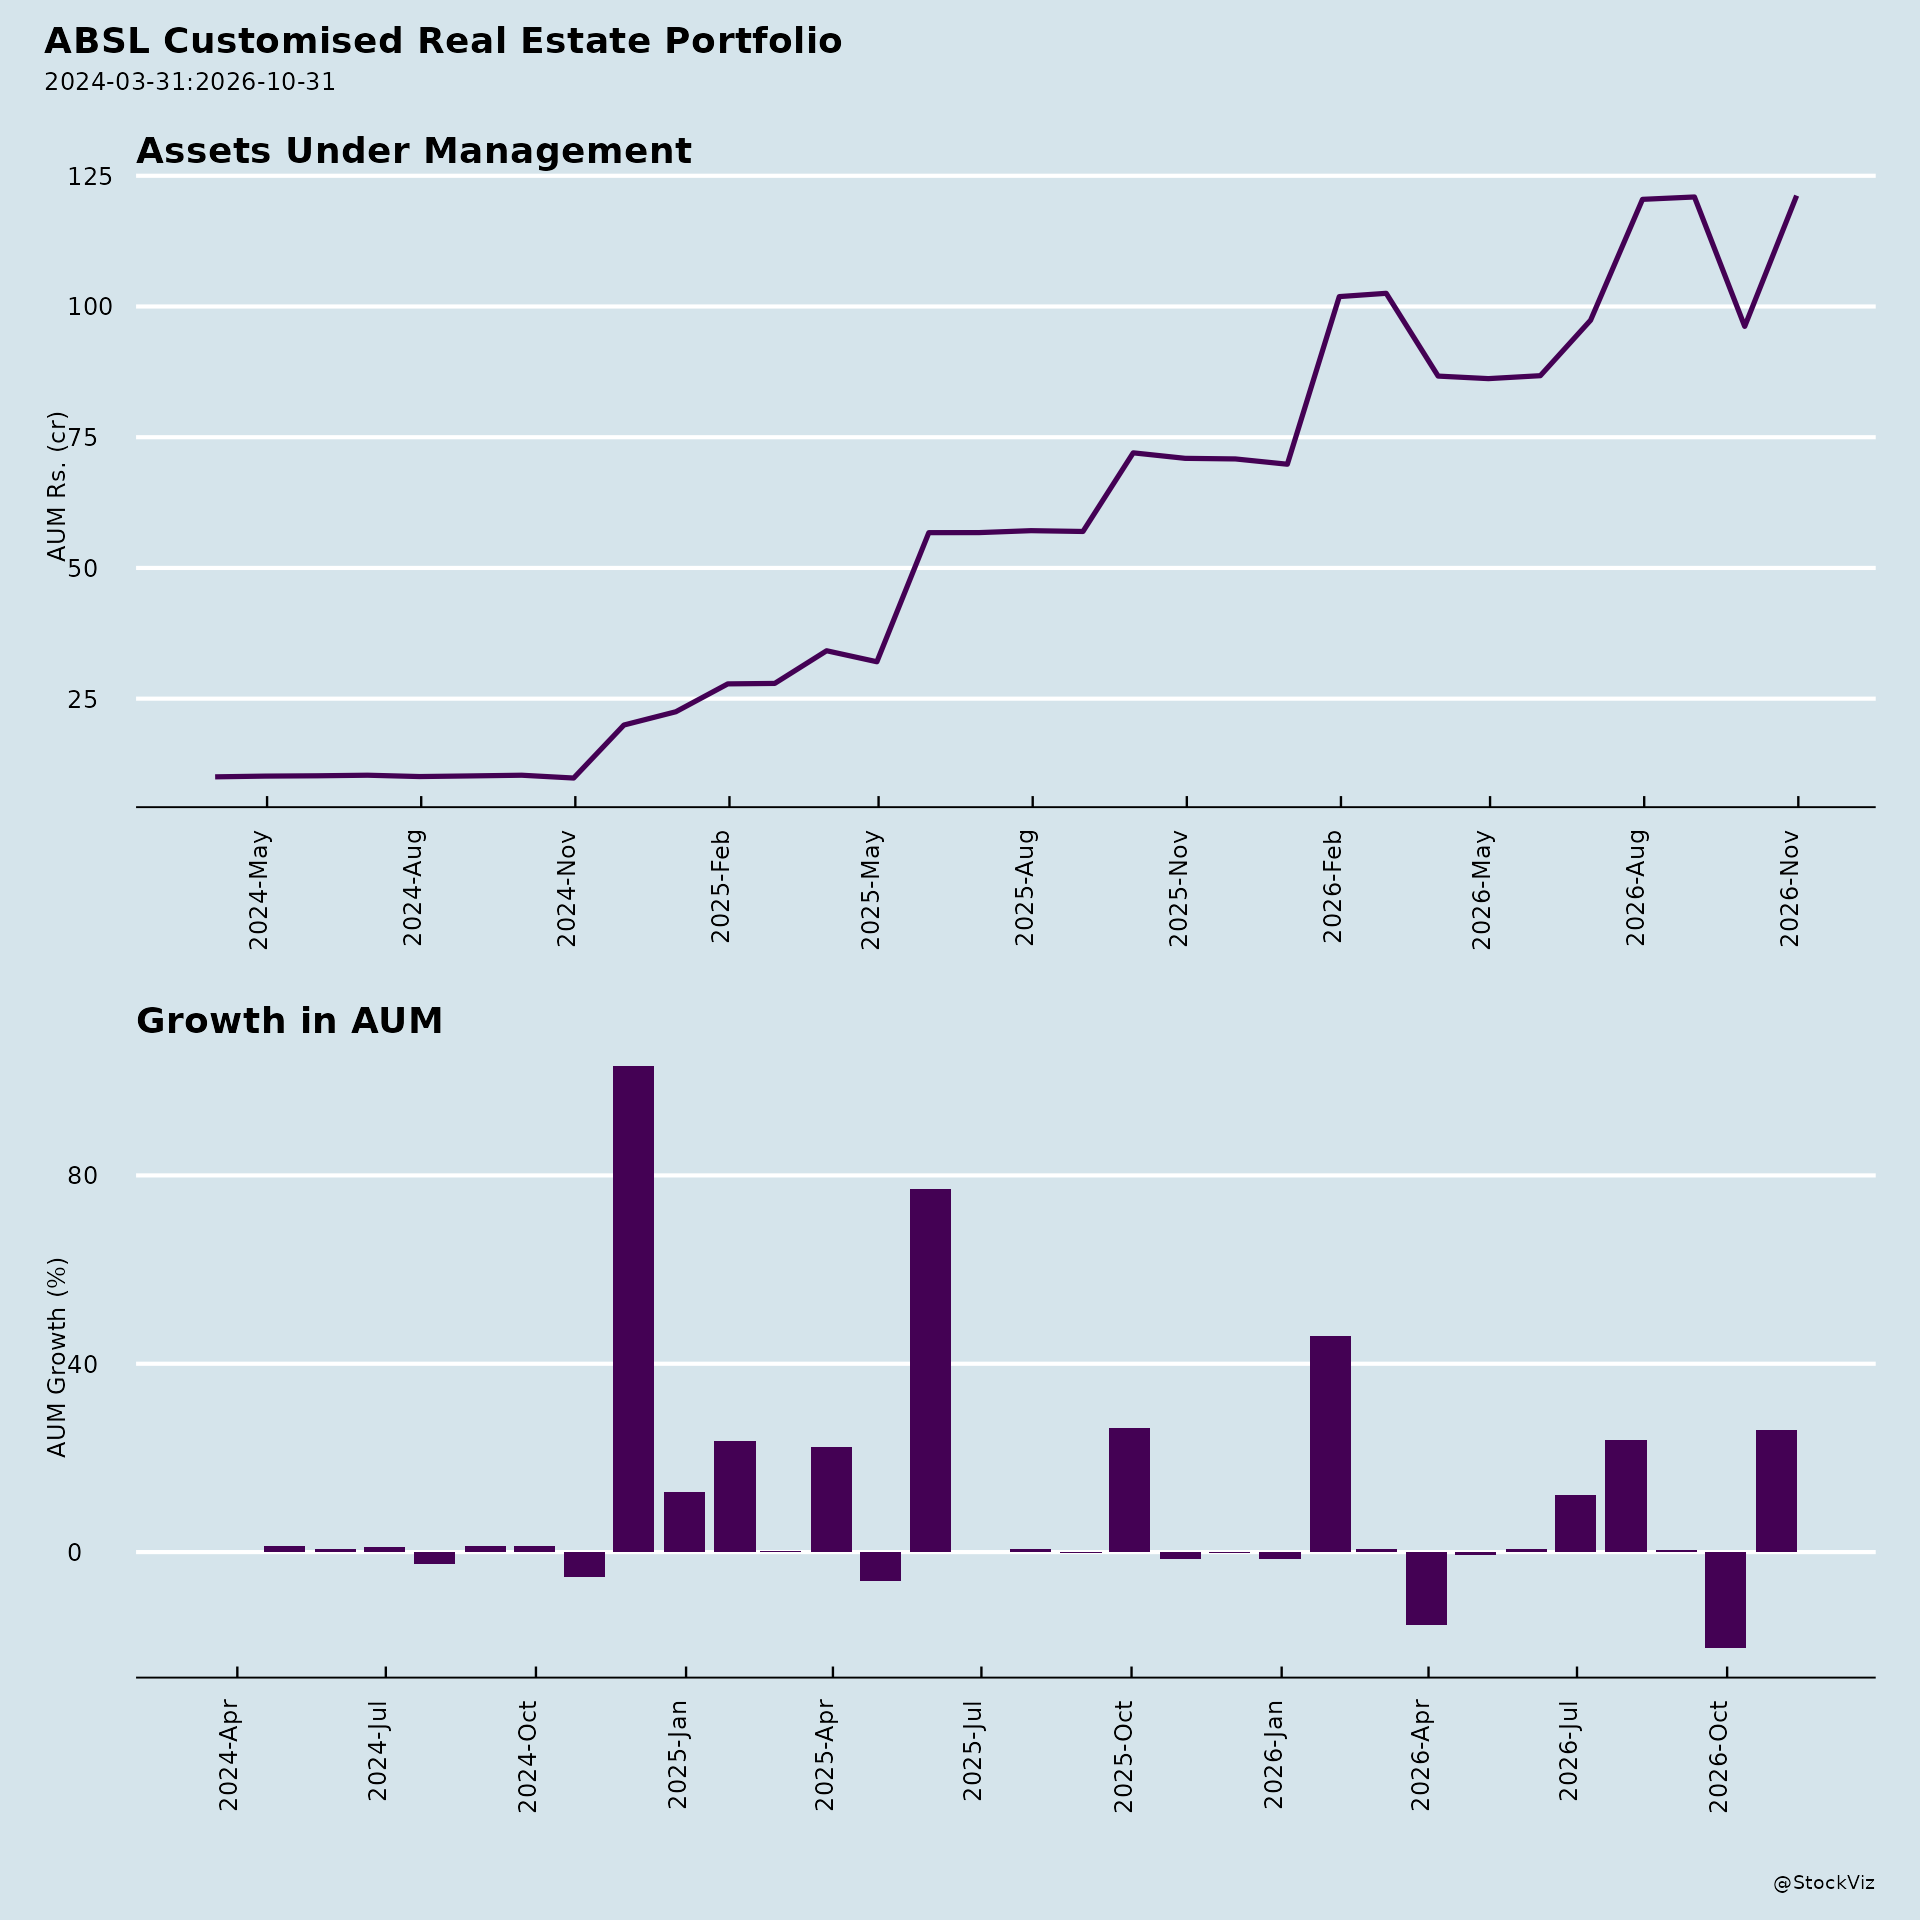 ABSL Customised Real Estate Portfolio
2024-03-31:2026-10-31
Assets Under Management
AUM Rs. (cr)
125
100
75
50
25
2024-May
2024-Aug
2024-Nov
2025-Feb
2025-May
2025-Aug
2025-Nov
2026-Feb
2026-May
2026-Aug
2026-Nov
Growth in AUM
AUM Growth (%)
80
40
0
2024-Apr
2024-Jul
2024-Oct
2025-Jan
2025-Apr
2025-Jul
2025-Oct
2026-Jan
2026-Apr
2026-Jul
2026-Oct
@StockViz